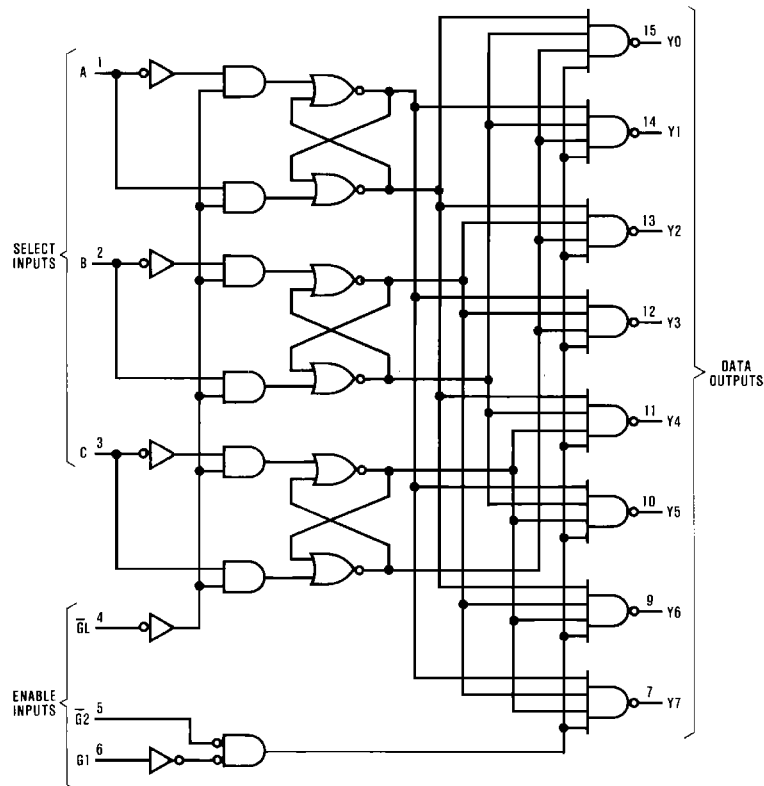 15
Y0
14
Y1
13
Y2
12
Y3
11
Y4
10
Y5
9
Y6
7
Y7
DATA
OUTPUTS
SELECT
INPUTS
A 1
B 2
C 3
ENABLE
INPUTS
G̅L̅ 4
G̅2̅ 5
G1 6